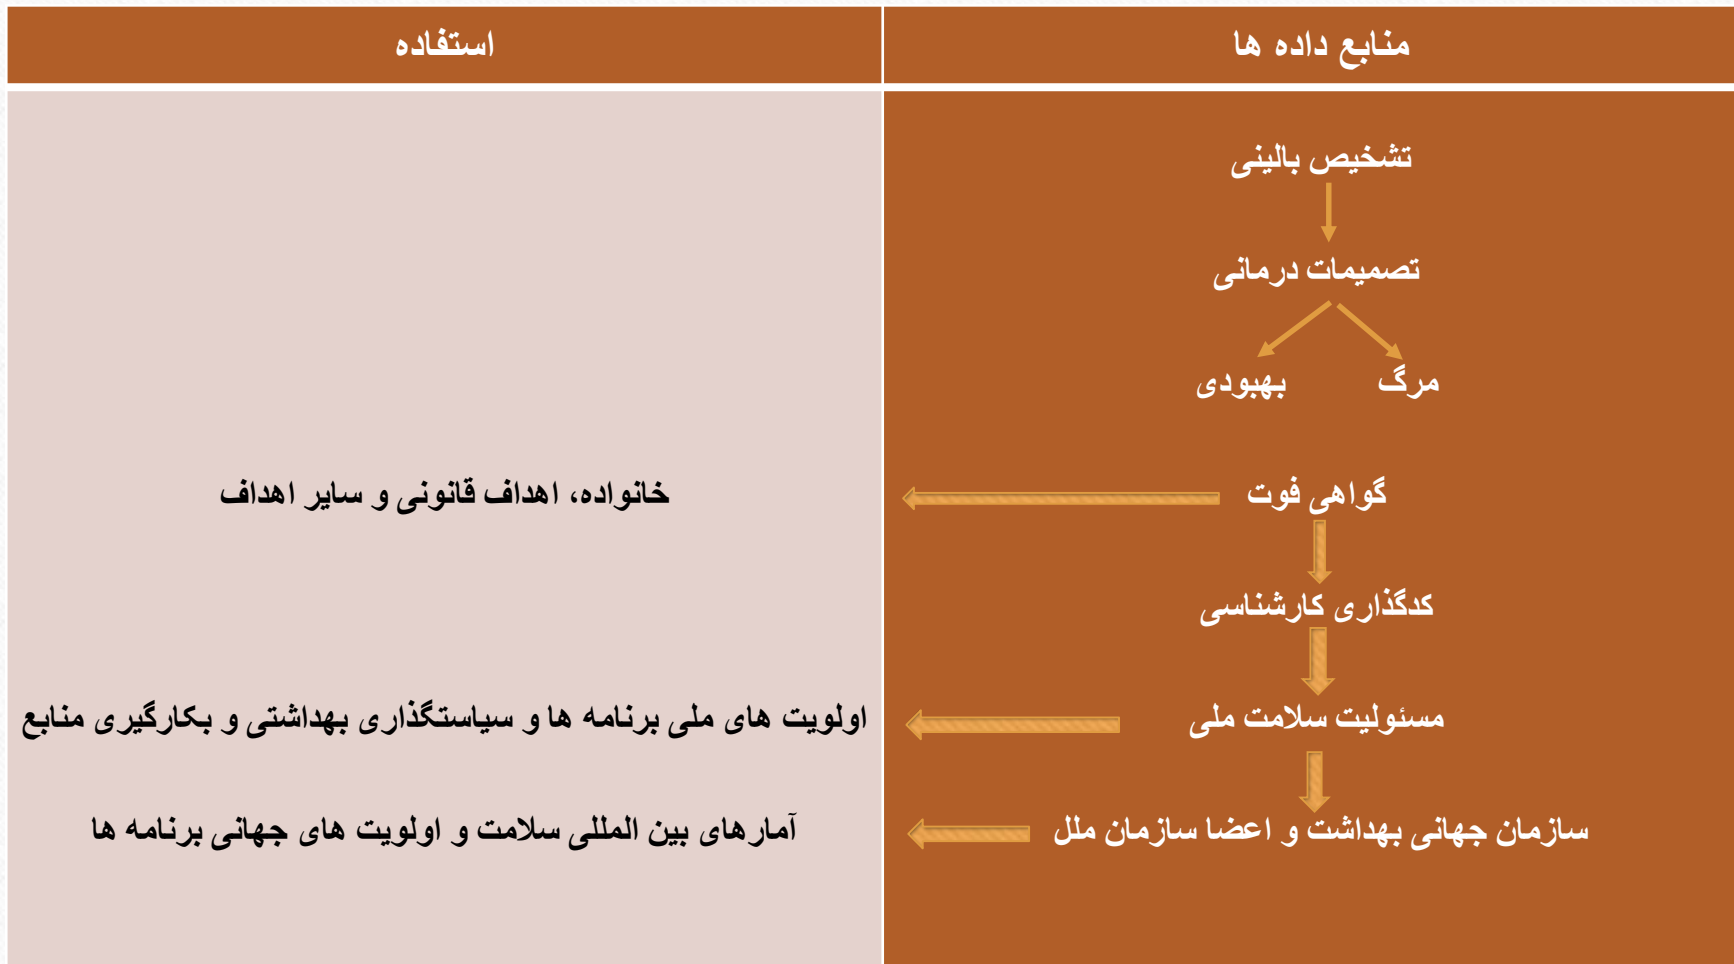 منابع داده ها
استفاده
تشخیص بالینی
تصمیمات درمانی
مرگ
بهبودی
گواهی فوت
خانواده، اهداف قانونی و سایر اهداف
کدگذاری کارشناسی
مسئولیت سلامت ملی
اولویت های ملی برنامه ها و سیاستگذاری بهداشتی و بکارگیری منابع
سازمان جهانی بهداشت و اعضا سازمان ملل
آمارهای بین المللی سلامت و اولویت های جهانی برنامه ها